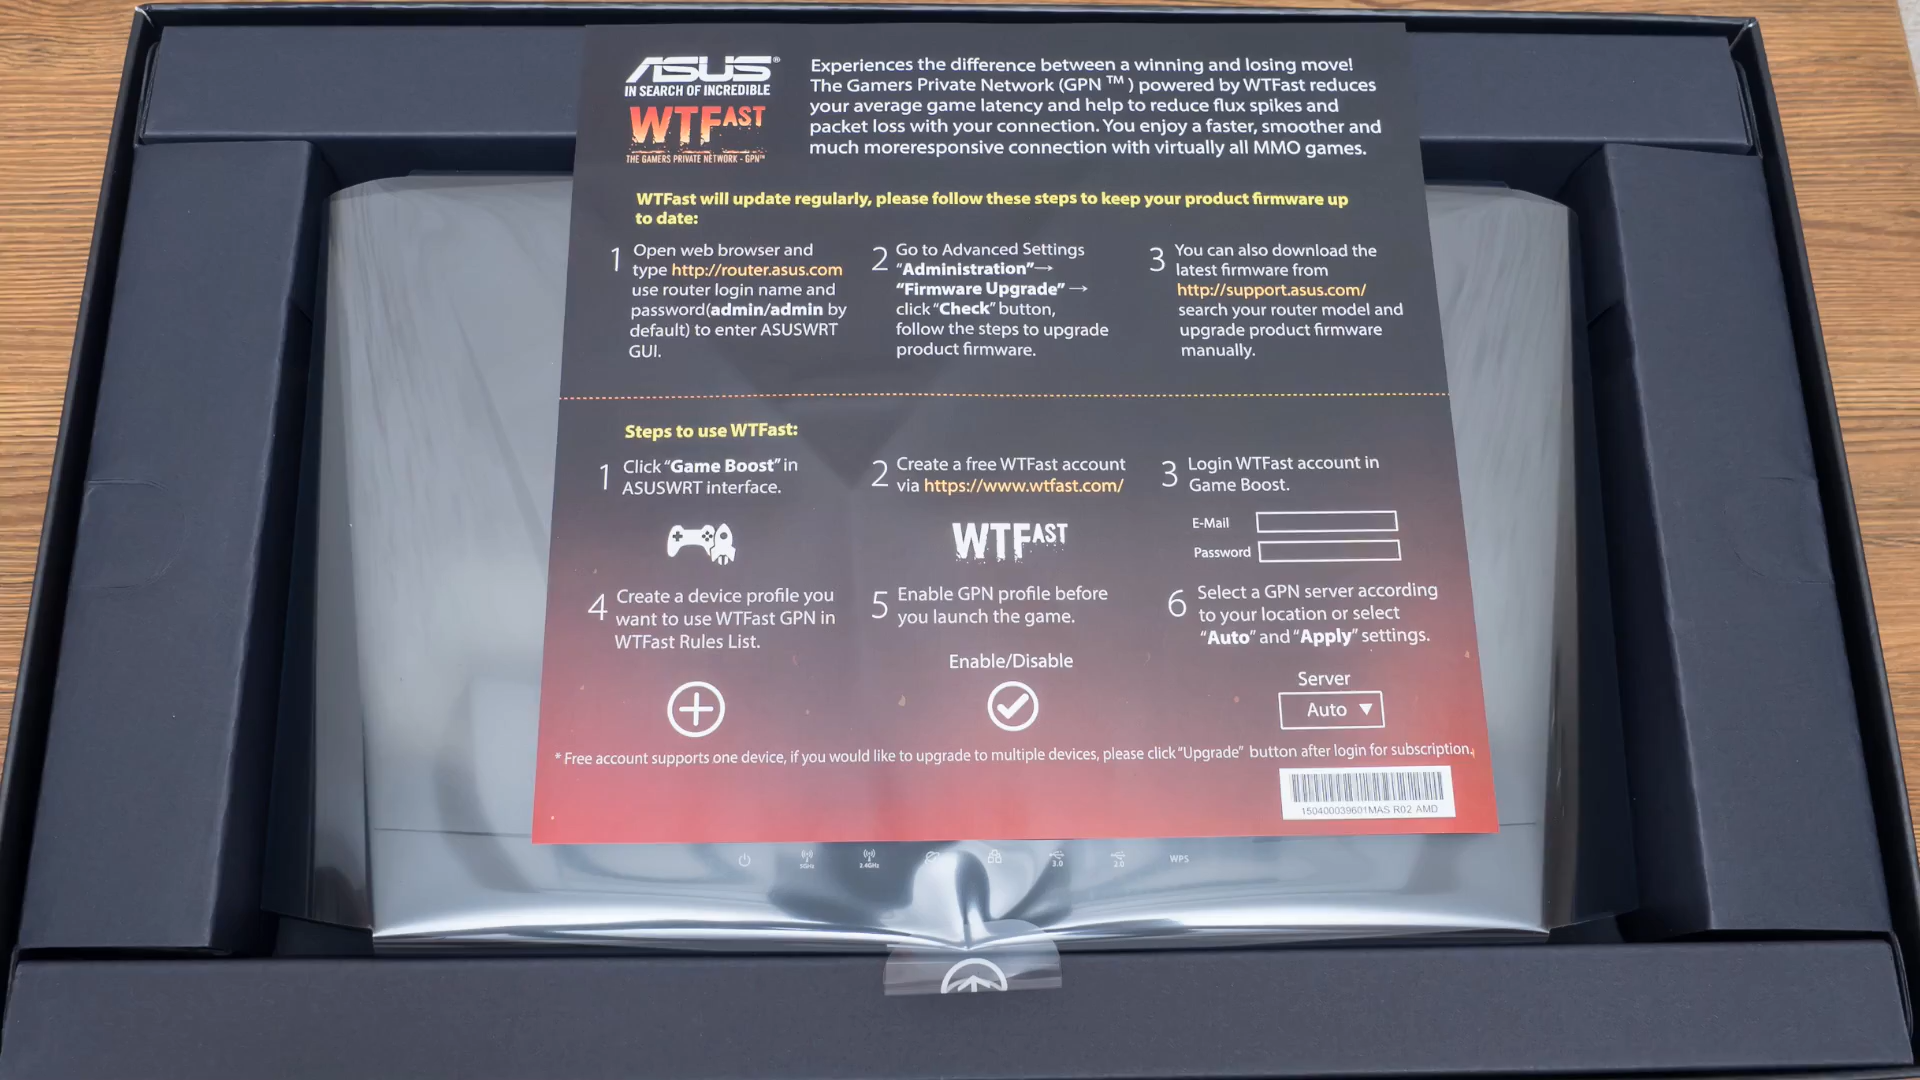 ASUS®
IN SEARCH OF INCREDIBLE
WTFAST
THE GAMERS PRIVATE NETWORK - GPN™
Experiences the difference between a winning and losing move!
The Gamers Private Network (GPN ™ ) powered by WTFast reduces
your average game latency and help to reduce flux spikes and
packet loss with your connection. You enjoy a faster, smoother and
much moreresponsive connection with virtually all MMO games.
WTFast will update regularly, please follow these steps to keep your product firmware up
to date:
1 Open web browser and
type http://router.asus.com
use router login name and
password(admin/admin by
default) to enter ASUSWRT
GUI.
2 Go to Advanced Settings
"Administration"→
"Firmware Upgrade" →
click "Check" button,
follow the steps to upgrade
product firmware.
3 You can also download the
latest firmware from
http://support.asus.com/
search your router model and
upgrade product firmware
manually.
Steps to use WTFast:
1 Click "Game Boost" in
ASUSWRT interface.
2 Create a free WTFast account
via https://www.wtfast.com/
WTFAST
3 Login WTFast account in
Game Boost.
E-Mail
Password
4 Create a device profile you
want to use WTFast GPN in
WTFast Rules List.
5 Enable GPN profile before
you launch the game.
Enable/Disable
6 Select a GPN server according
to your location or select
"Auto" and "Apply" settings.
Server
Auto ▼
* Free account supports one device, if you would like to upgrade to multiple devices, please click "Upgrade" button after login for subscription.
150400039601MAS R02 AMD
5GHz
2.4GHz
3.0
2.0
WPS